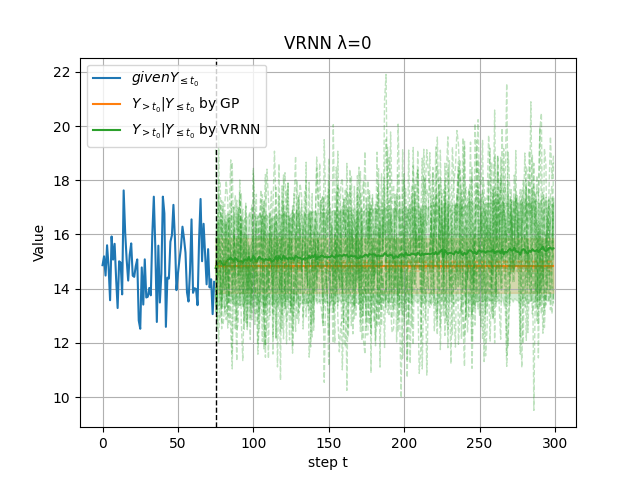 VRNN λ=0
22
20
18
16
14
12
10
Value
givenY≤t₀
Y>t₀|Y≤t₀ by GP
Y>t₀|Y≤t₀ by VRNN
0 50 100 150 200 250 300
step t